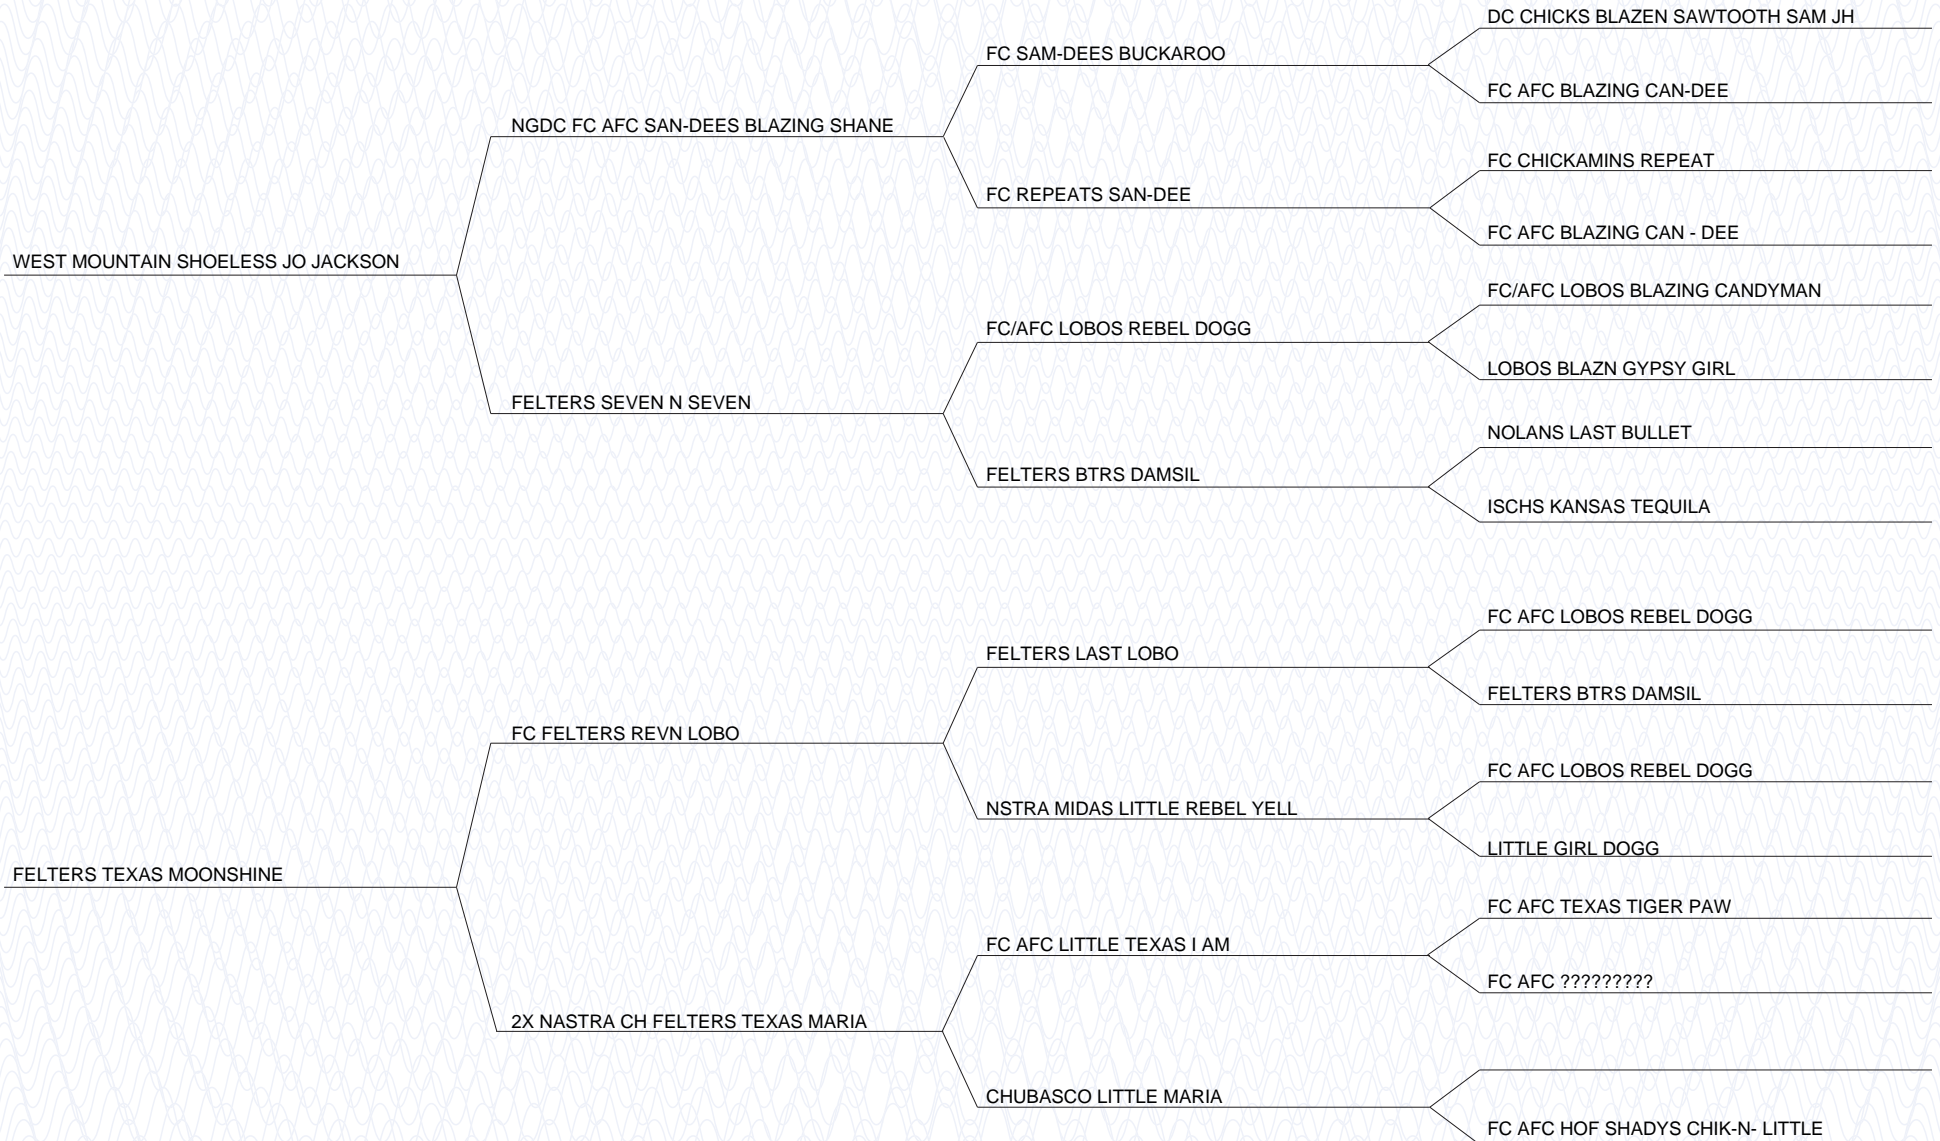 DC CHICKS BLAZEN SAWTOOTH SAM JH
FC SAM-DEES BUCKAROO
FC AFC BLAZING CAN-DEE
NGDC FC AFC SAN-DEES BLAZING SHANE
FC CHICKAMINS REPEAT
FC REPEATS SAN-DEE
FC AFC BLAZING CAN - DEE
WEST MOUNTAIN SHOELESS JO JACKSON
FC/AFC LOBOS BLAZING CANDYMAN
FC/AFC LOBOS REBEL DOGG
LOBOS BLAZN GYPSY GIRL
FELTERS SEVEN N SEVEN
NOLANS LAST BULLET
FELTERS BTRS DAMSIL
ISCHS KANSAS TEQUILA
FC AFC LOBOS REBEL DOGG
FELTERS LAST LOBO
FELTERS BTRS DAMSIL
FC FELTERS REVN LOBO
FC AFC LOBOS REBEL DOGG
NSTRA MIDAS LITTLE REBEL YELL
LITTLE GIRL DOGG
FELTERS TEXAS MOONSHINE
FC AFC TEXAS TIGER PAW
FC AFC LITTLE TEXAS I AM
FC AFC ?????????
2X NASTRA CH FELTERS TEXAS MARIA
CHUBASCO LITTLE MARIA
FC AFC HOF SHADYS CHIK-N- LITTLE